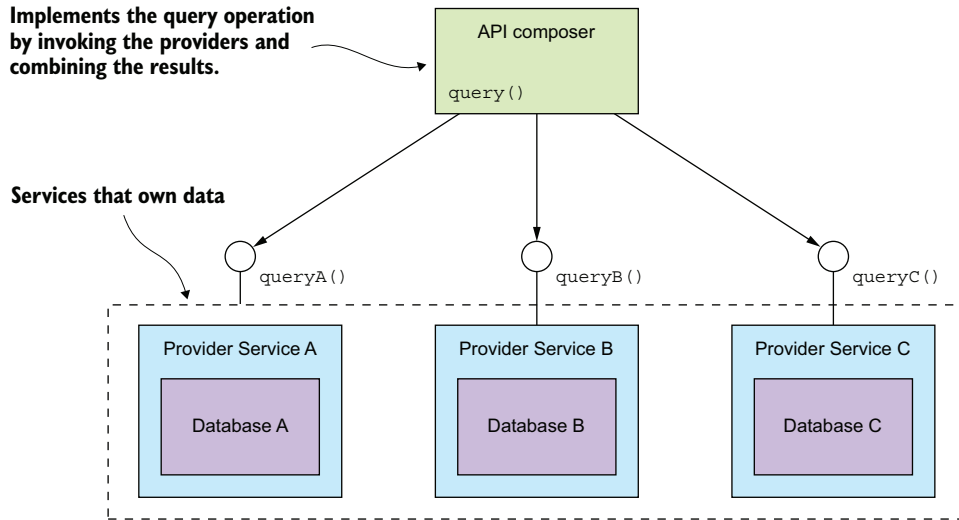 Implements the query operation
by invoking the providers and
combining the results.
API composer
query()
Services that own data
queryA()
queryB()
queryC()
Provider Service A
Provider Service B
Provider Service C
Database A
Database B
Database C